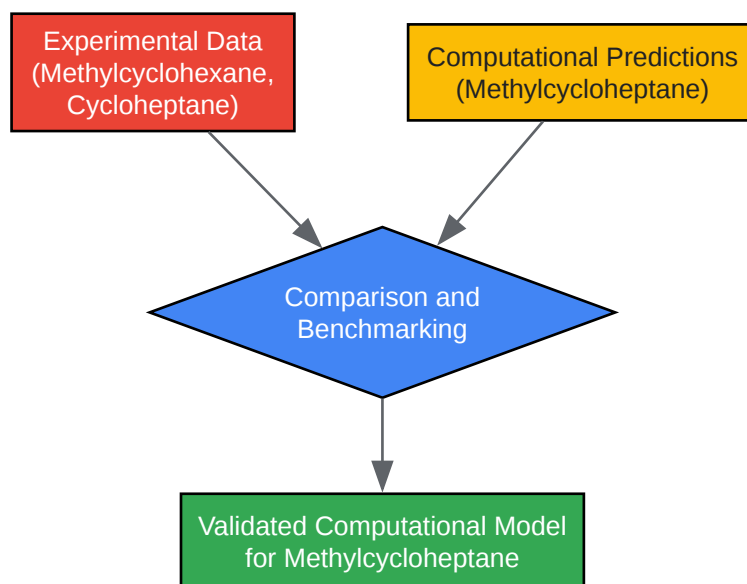 Experimental Data
(Methylcyclohexane,
Cycloheptane)
Computational Predictions
(Methylcycloheptane)
Comparison and
Benchmarking
Validated Computational Model
for Methylcycloheptane